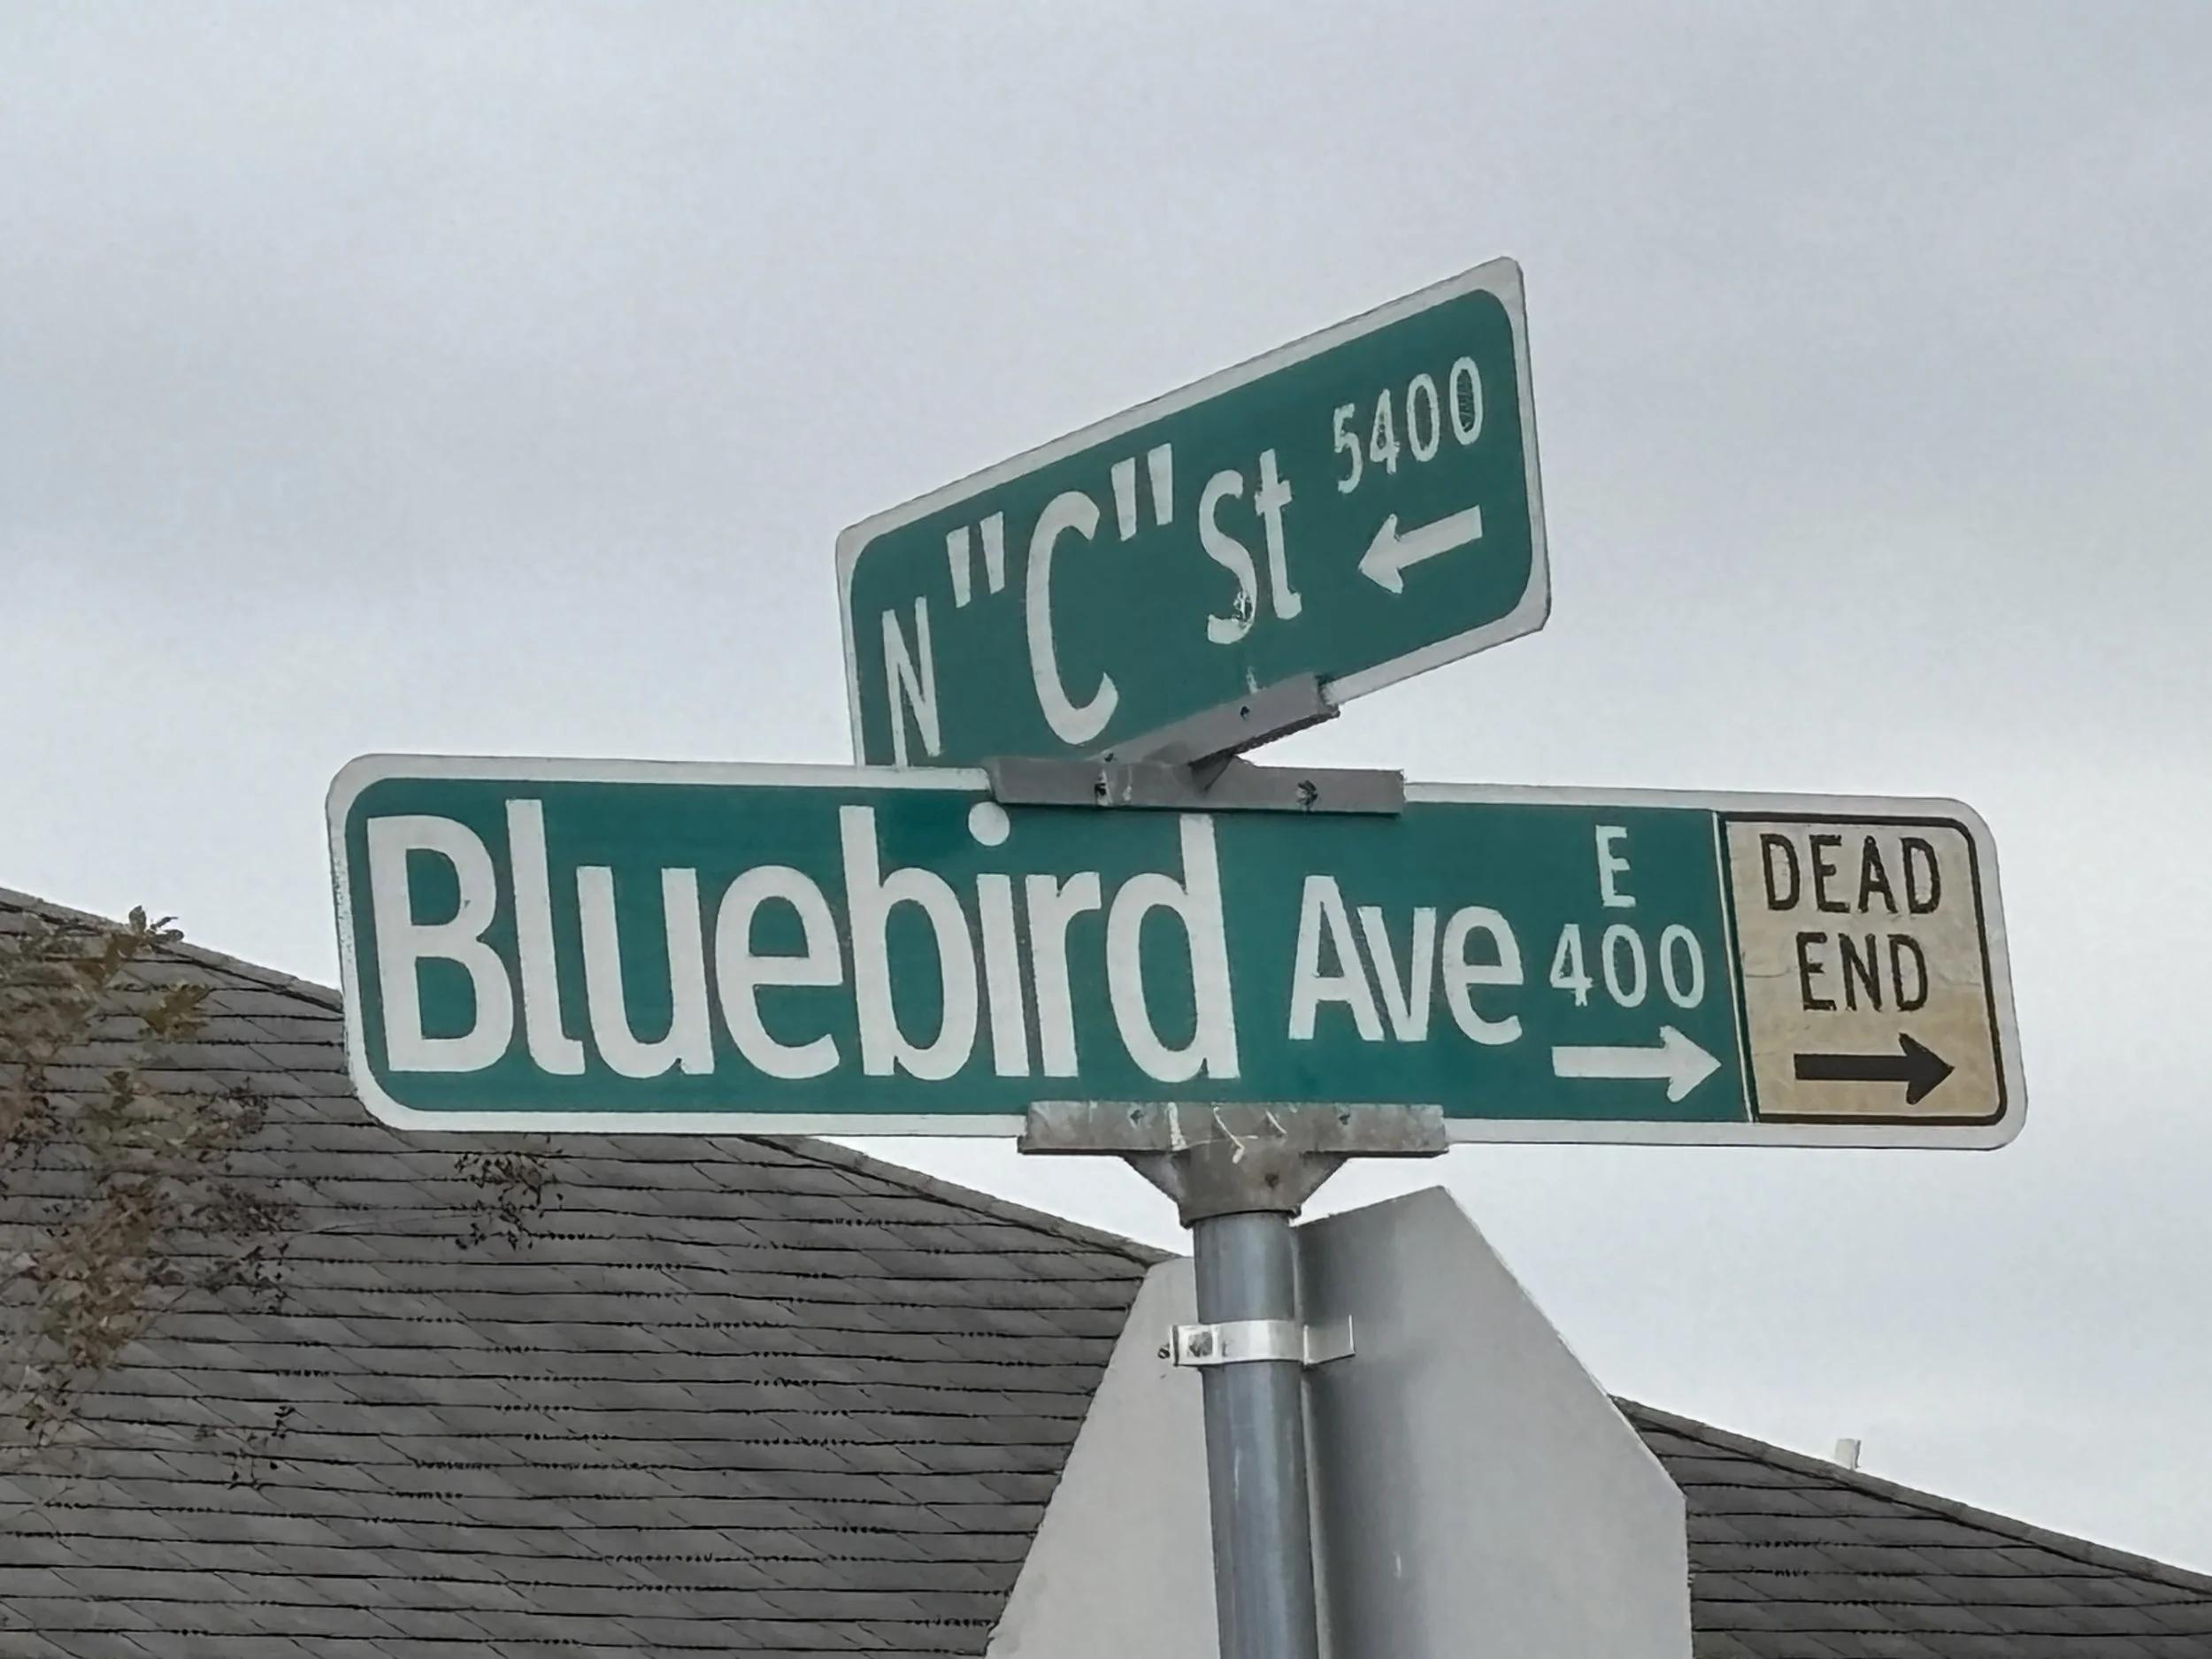 N "C" St 5400
Bluebird Ave E 400
DEAD
END